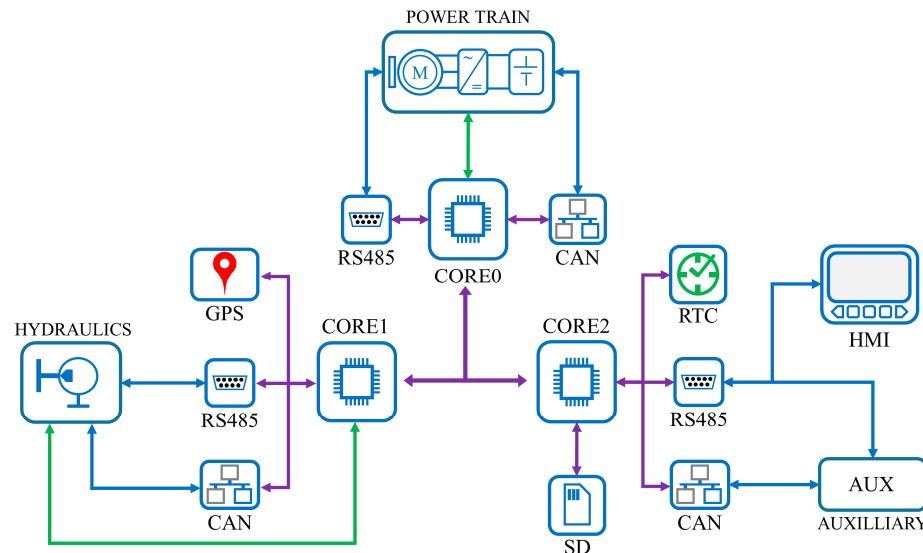 POWER TRAIN
M
~
=
RS485
CORE0
CAN
GPS
RTC
HMI
HYDRAULICS
CORE1
CORE2
RS485
RS485
CAN
SD
CAN
AUX
AUXILLIARY